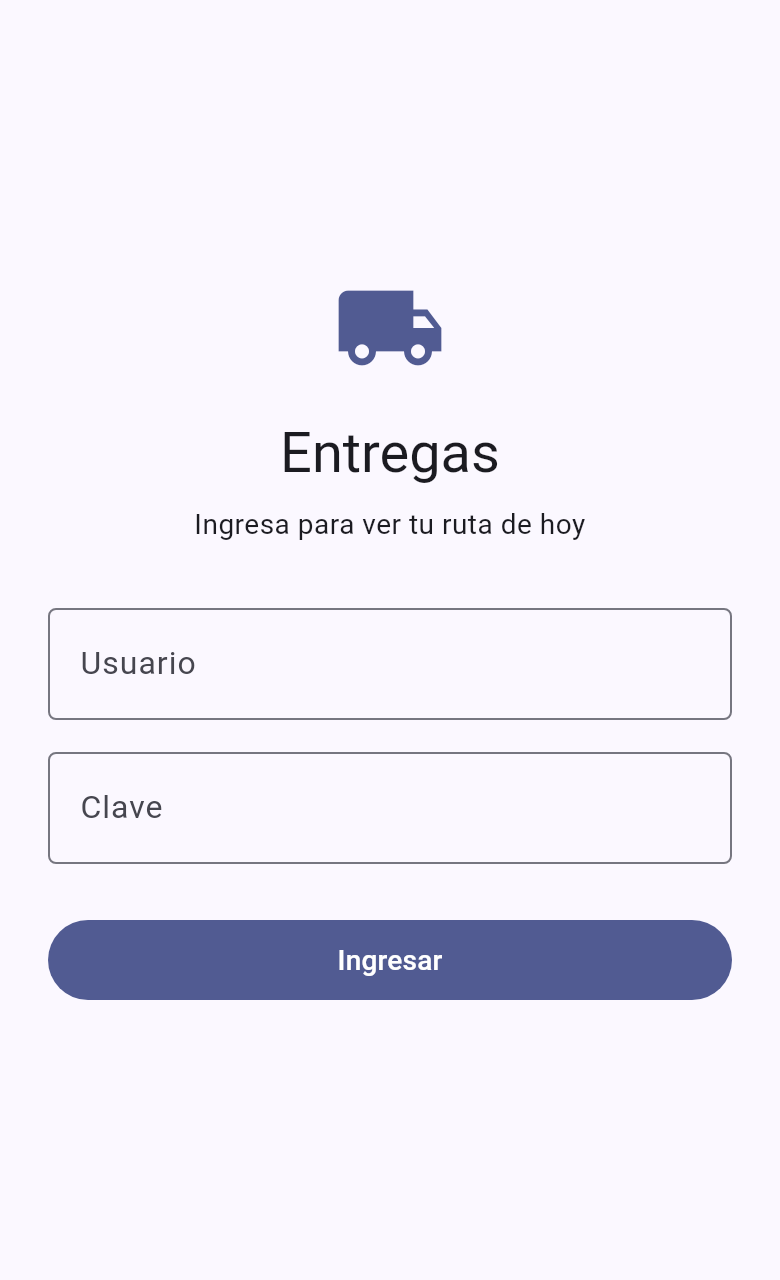 Entregas
Ingresa para ver tu ruta de hoy
Usuario
Clave
Ingresar